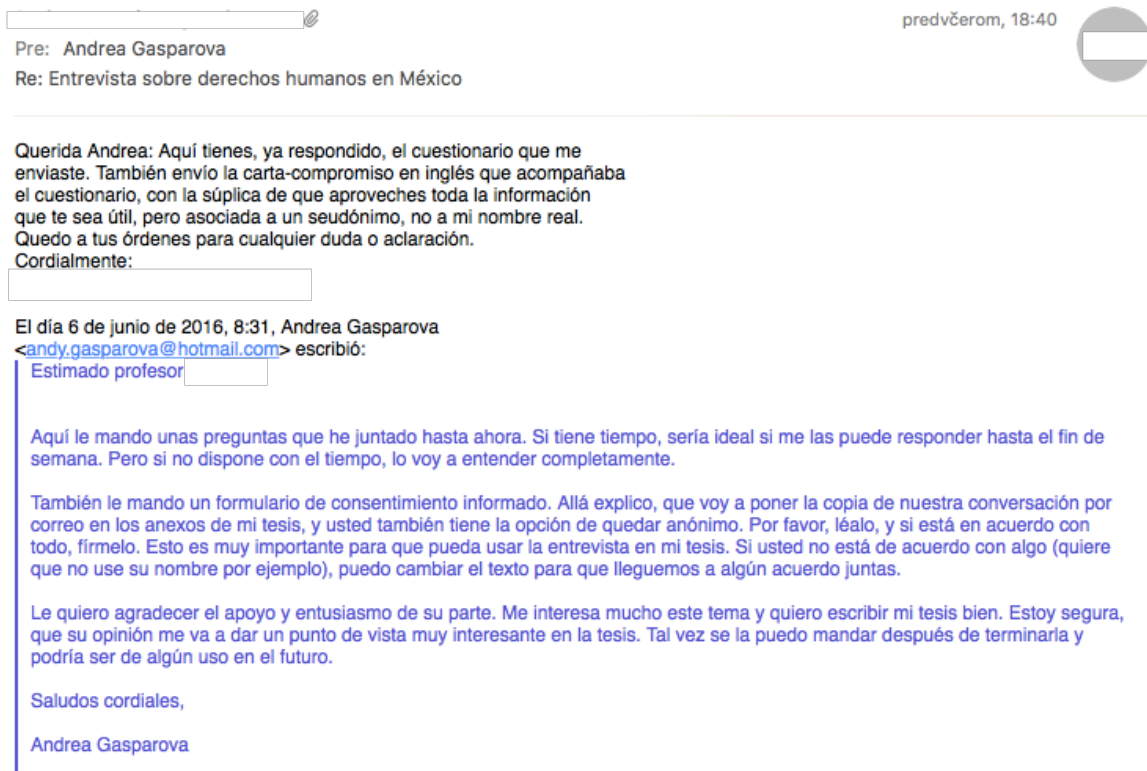 predvčerom, 18:40
Pre: Andrea Gasparova
Re: Entrevista sobre derechos humanos en México
Querida Andrea: Aquí tienes, ya respondido, el cuestionario que me
enviaste. También envío la carta-compromiso en inglés que acompañaba
el cuestionario, con la súplica de que aproveches toda la información
que te sea útil, pero asociada a un seudónimo, no a mi nombre real.
Quedo a tus órdenes para cualquier duda o aclaración.
Cordialmente:
El día 6 de junio de 2016, 8:31, Andrea Gasparova
<andy.gasparova@hotmail.com> escribió:
Estimado profesor
Aquí le mando unas preguntas que he juntado hasta ahora. Si tiene tiempo, sería ideal si me las puede responder hasta el fin de
semana. Pero si no dispone con el tiempo, lo voy a entender completamente.
También le mando un formulario de consentimiento informado. Allá explico, que voy a poner la copia de nuestra conversación por
correo en los anexos de mi tesis, y usted también tiene la opción de quedar anónimo. Por favor, léalo, y si está en acuerdo con
todo, fírmelo. Esto es muy importante para que pueda usar la entrevista en mi tesis. Si usted no está de acuerdo con algo (quiere
que no use su nombre por ejemplo), puedo cambiar el texto para que lleguemos a algún acuerdo juntas.
Le quiero agradecer el apoyo y entusiasmo de su parte. Me interesa mucho este tema y quiero escribir mi tesis bien. Estoy segura,
que su opinión me va a dar un punto de vista muy interesante en la tesis. Tal vez se la puedo mandar después de terminarla y
podría ser de algún uso en el futuro.
Saludos cordiales,
Andrea Gasparova